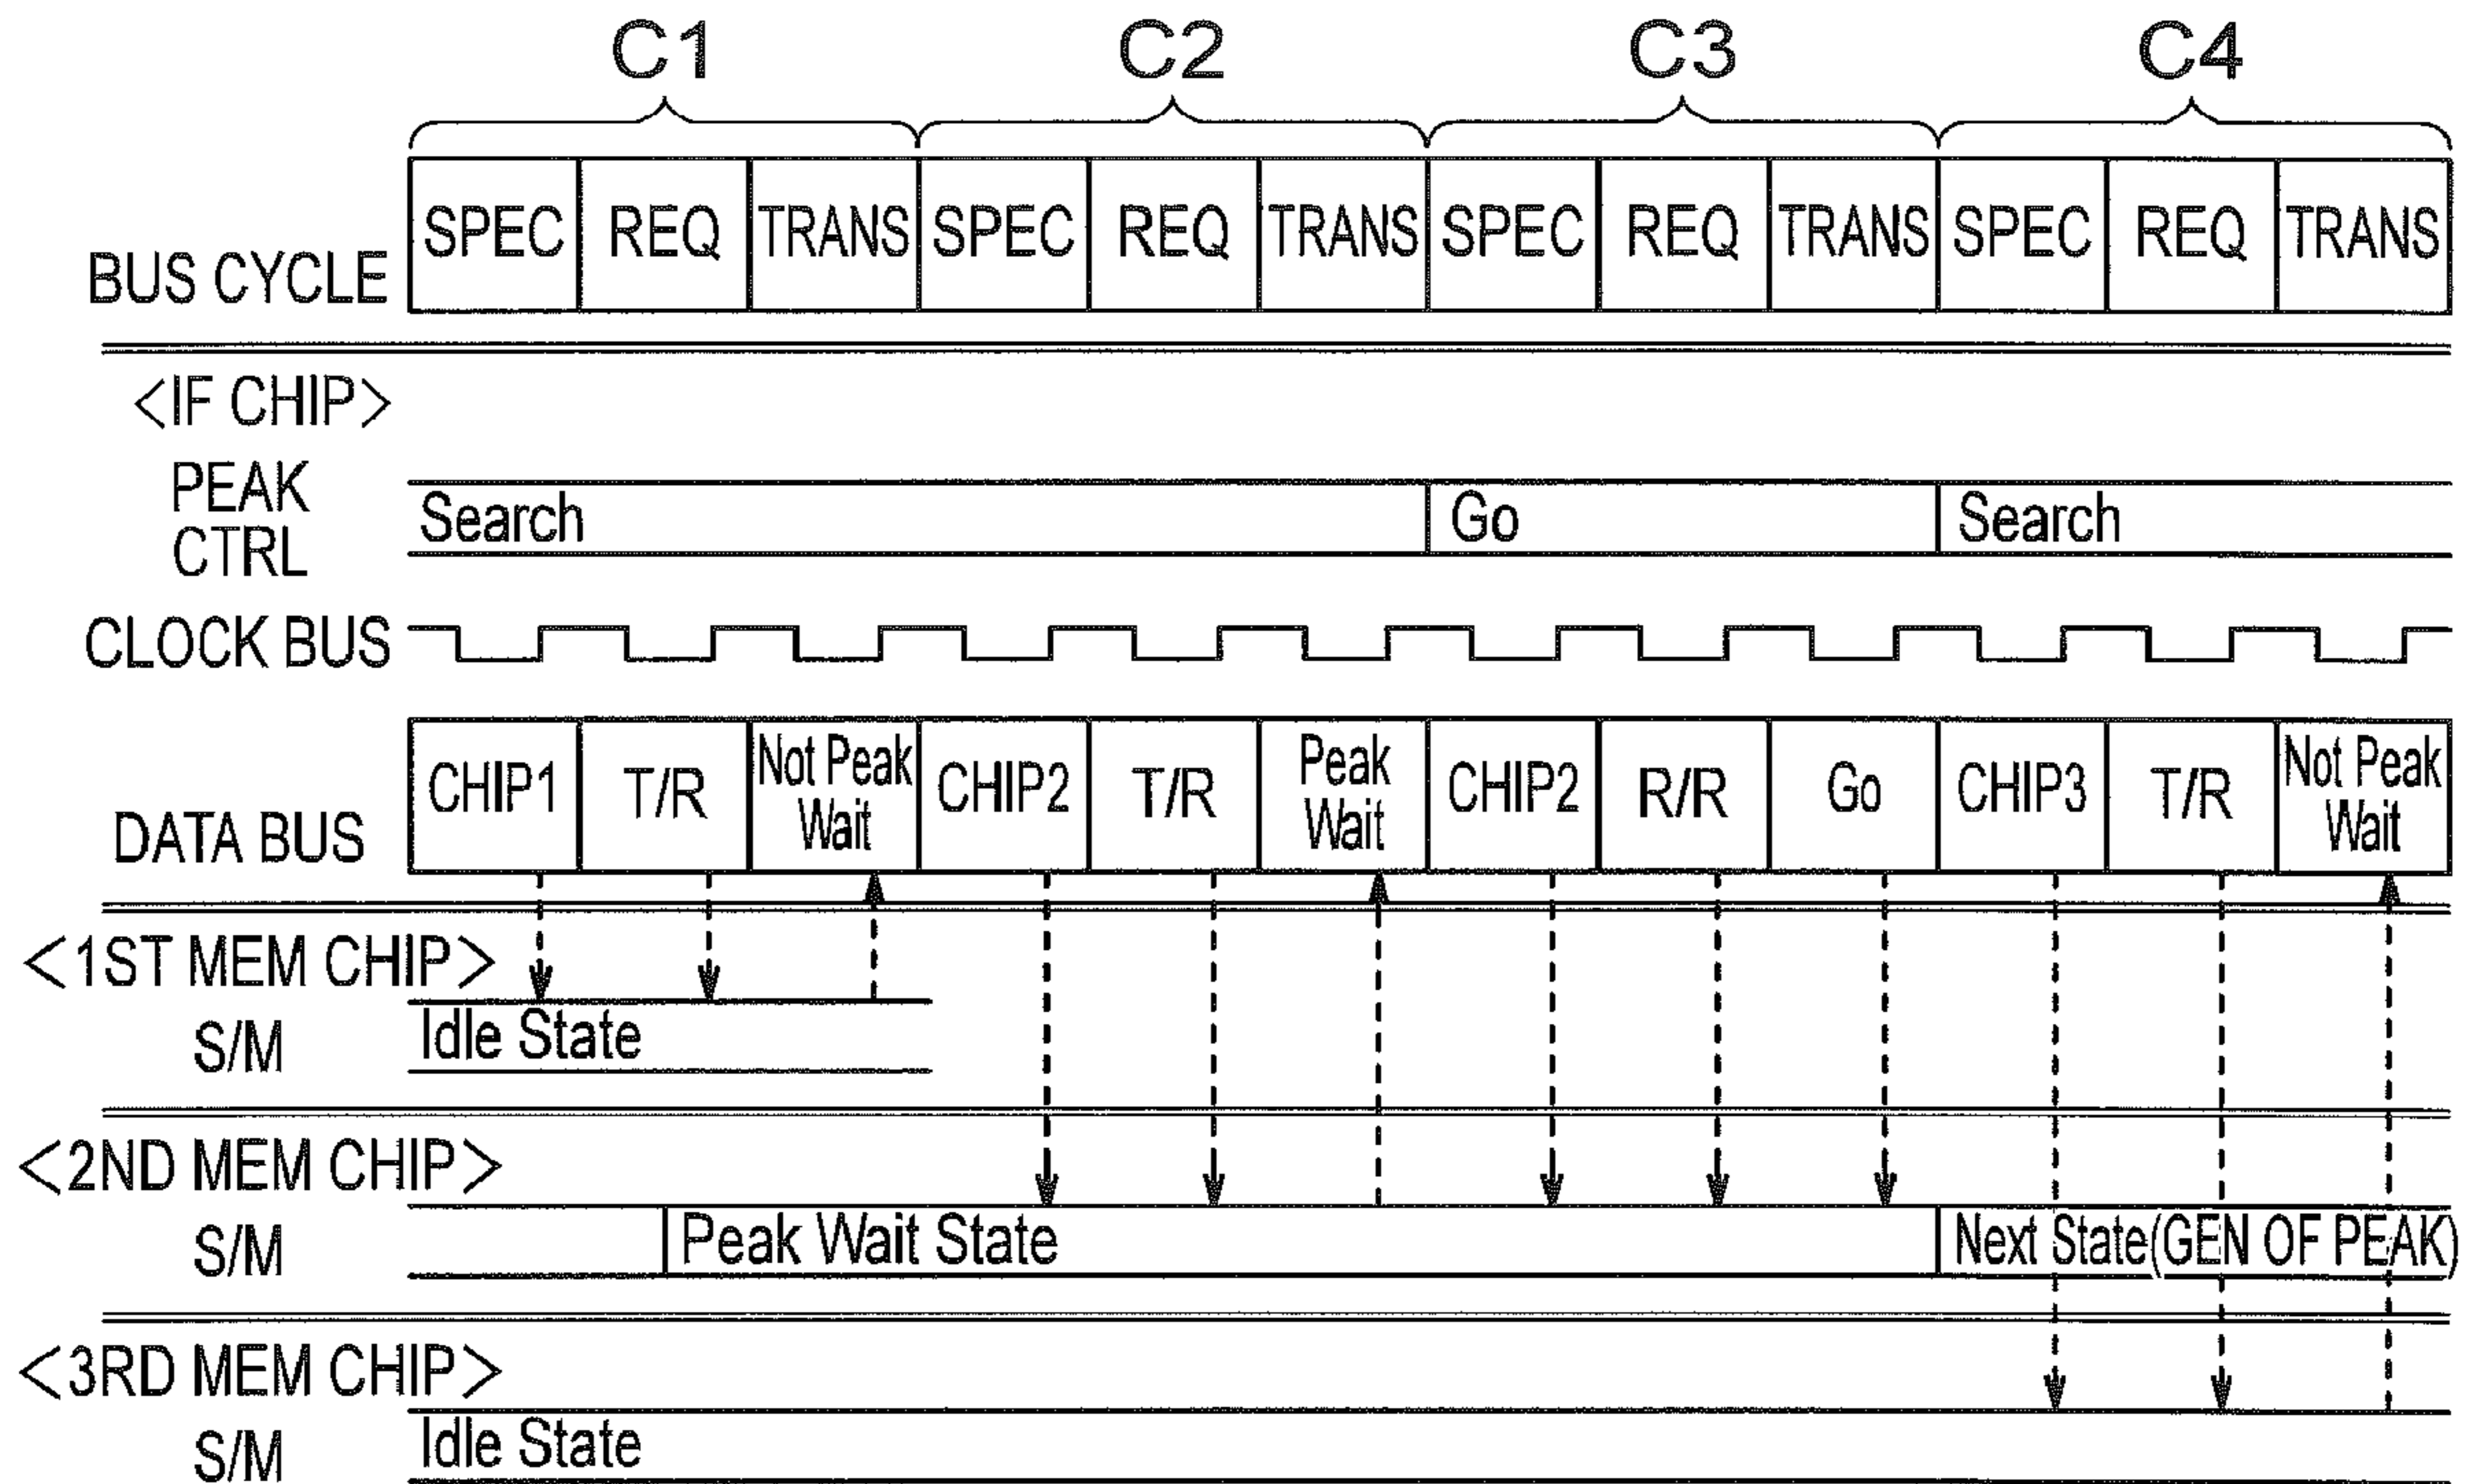 C1 C2 C3 C4
BUS CYCLE SPEC REQ TRANS SPEC REQ TRANS SPEC REQ TRANS SPEC REQ TRANS
<IF CHIP>
PEAK
CTRL
Search Go Search
CLOCK BUS
DATA BUS
CHIP1 T/R Not Peak Wait CHIP2 T/R Peak Wait CHIP2 R/R Go CHIP3 T/R Not Peak Wait
<1ST MEM CHIP>
S/M Idle State
<2ND MEM CHIP>
S/M Peak Wait State Next State(GEN OF PEAK)
<3RD MEM CHIP>
S/M Idle State